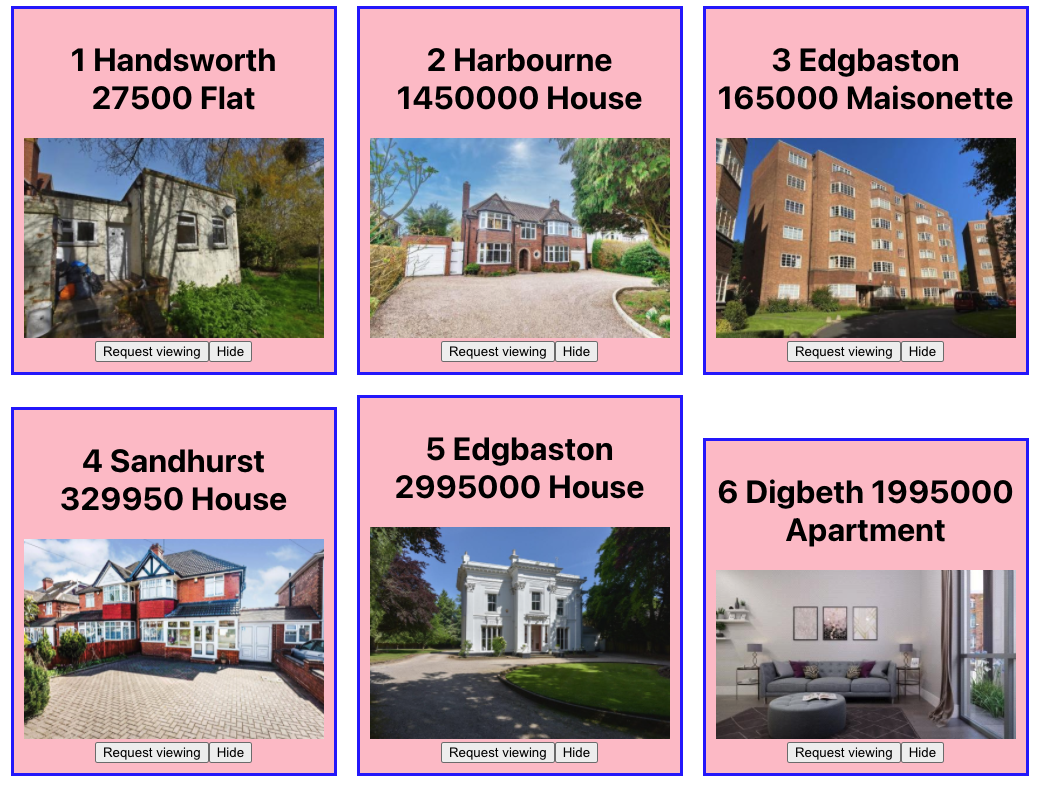 1 Handsworth
27500 Flat
Request viewing Hide
2 Harbourne
1450000 House
Request viewing Hide
3 Edgbaston
165000 Maisonette
Request viewing Hide
4 Sandhurst
329950 House
Request viewing Hide
5 Edgbaston
2995000 House
Request viewing Hide
6 Digbeth 1995000
Apartment
Request viewing Hide